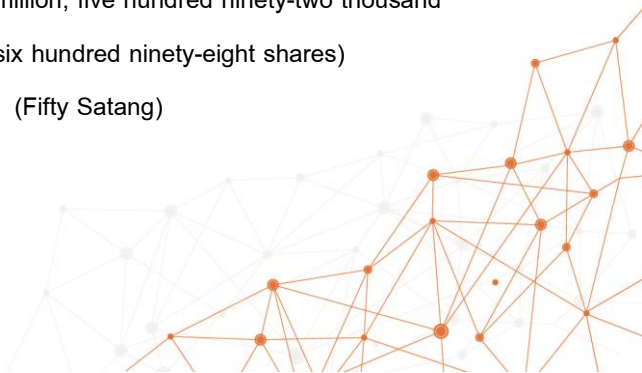 million, five hundred ninety-two thousand
six hundred ninety-eight shares)
(Fifty Satang)